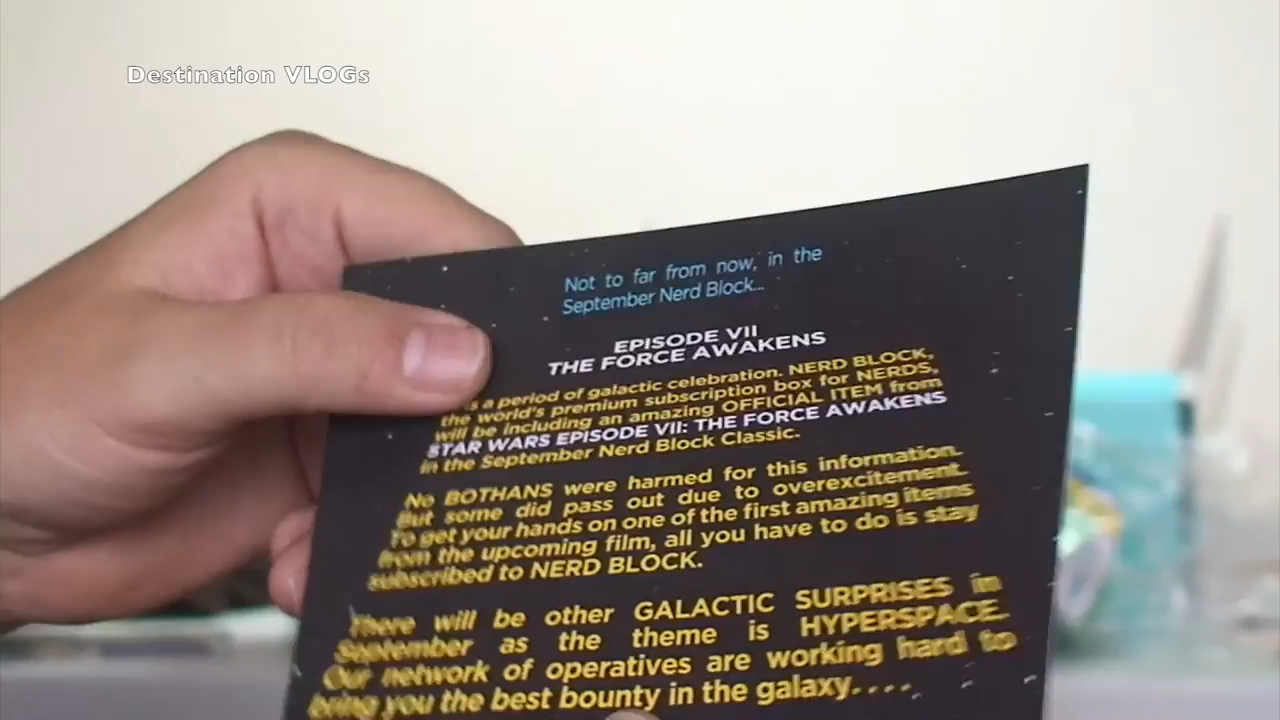 Destination VLOGs
Not to far from now, in the
September Nerd Block...
EPISODE VII
THE FORCE AWAKENS
is a period of galactic celebration. NERD BLOCK,
the world's premium subscription box for NERDS,
will be including an amazing OFFICIAL ITEM from
STAR WARS EPISODE VII: THE FORCE AWAKENS
in the September Nerd Block Classic.
No BOTHANS were harmed for this information.
But some did pass out due to overexcitement.
To get your hands on one of the first amazing items
from the upcoming film, all you have to do is stay
subscribed to NERD BLOCK.
There will be other GALACTIC SURPRISES in
September as the theme is HYPERSPACE.
Our network of operatives are working hard to
bring you the best bounty in the galaxy....